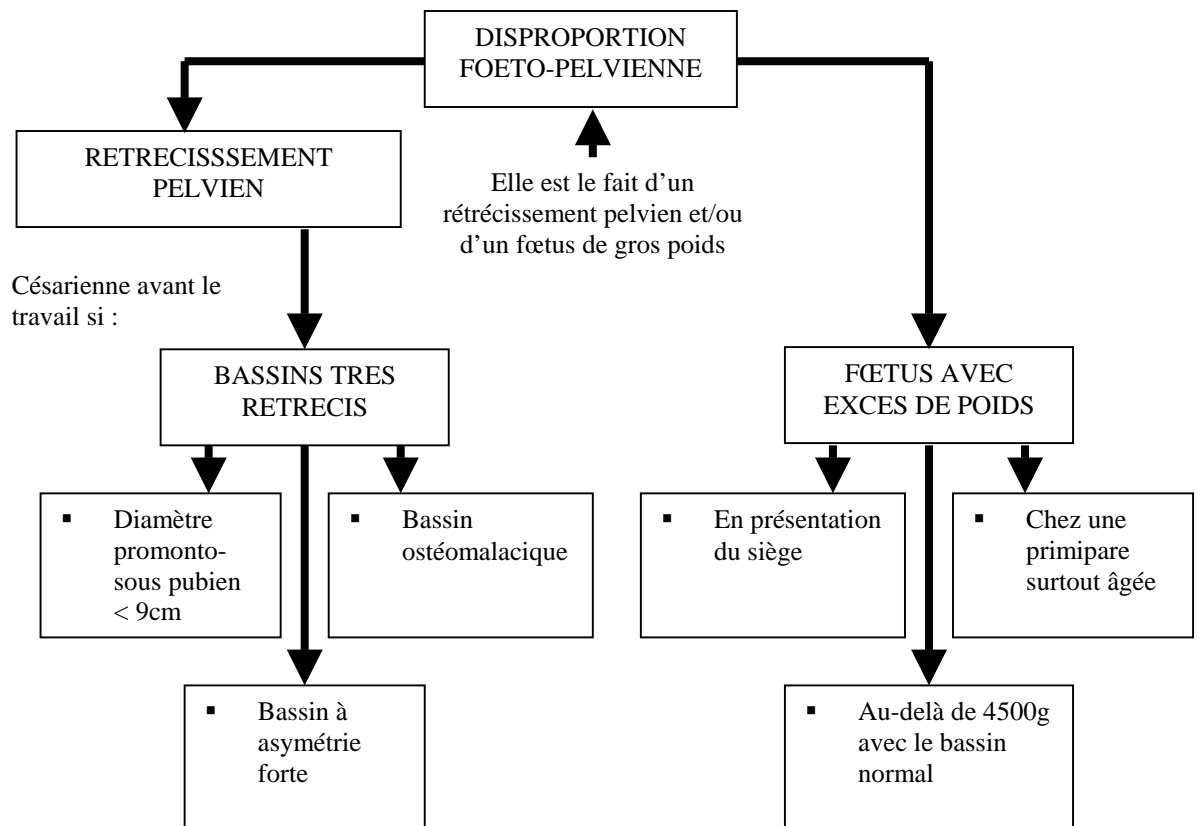 DISPROPORTION
FOETO-PELVIENNE
RETRECISSSEMENT
PELVIEN
Elle est le fait d’un
rétrécissement pelvien et/ou
d’un fœtus de gros poids
Césarienne avant le
travail si :
BASSINS TRES
RETRECIS
FŒTUS AVEC
EXCES DE POIDS
▪ Diamètre
promonto-
sous pubien
< 9cm
▪ Bassin
ostéomalacique
▪ En présentation
du siège
▪ Chez une
primipare
surtout âgée
▪ Bassin à
asymétrie
forte
▪ Au-delà de 4500g
avec le bassin
normal